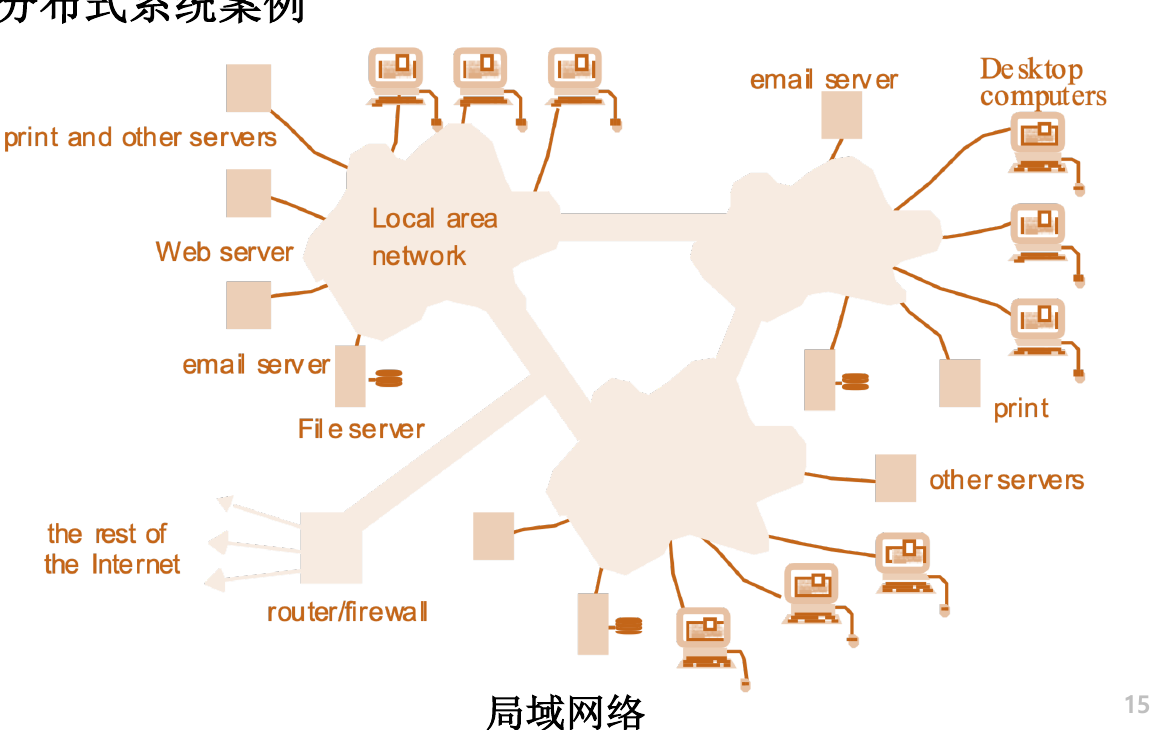 分布式系统案例
email server
Desktop
computers
print and other servers
Local area
network
Web server
email server
File server
print
other servers
the rest of
the Internet
router/firewall
局域网络
15